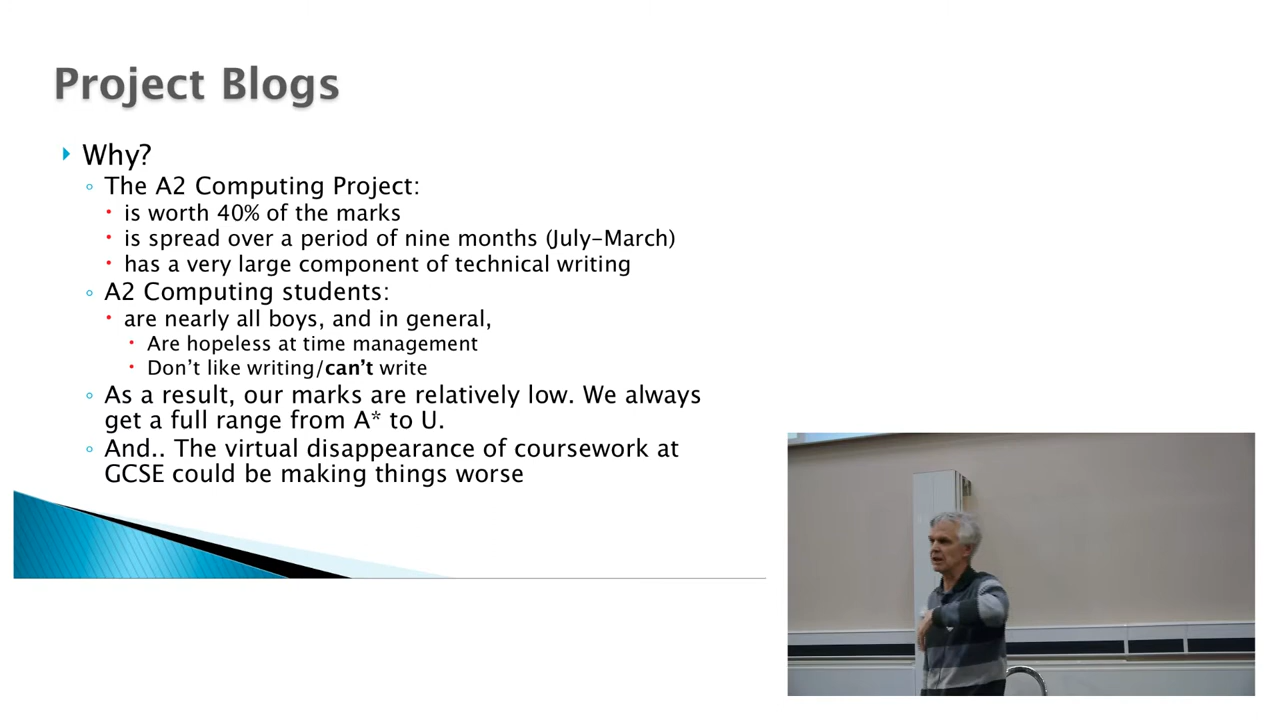 Project Blogs
Why?
The A2 Computing Project:
is worth 40% of the marks
is spread over a period of nine months (July–March)
has a very large component of technical writing
A2 Computing students:
are nearly all boys, and in general,
Are hopeless at time management
Don’t like writing/can’t write
As a result, our marks are relatively low. We always
get a full range from A* to U.
And.. The virtual disappearance of coursework at
GCSE could be making things worse